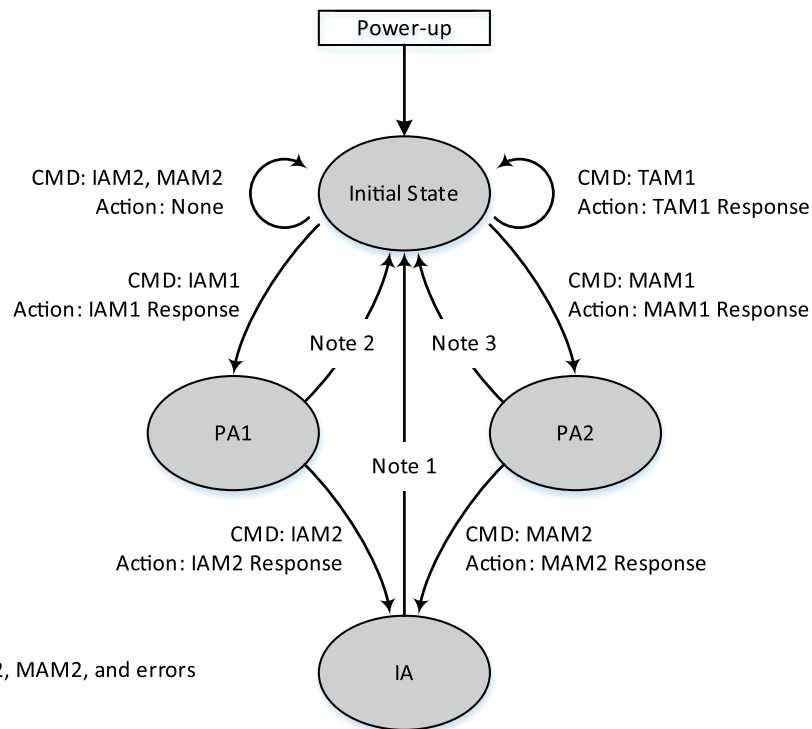 Power-up
Initial State
CMD: IAM2, MAM2
Action: None
CMD: TAM1
Action: TAM1 Response
CMD: IAM1
Action: IAM1 Response
CMD: MAM1
Action: MAM1 Response
Note 2
Note 3
PA1
PA2
Note 1
CMD: IAM2
Action: IAM2 Response
CMD: MAM2
Action: MAM2 Response
, MAM2, and errors
IA